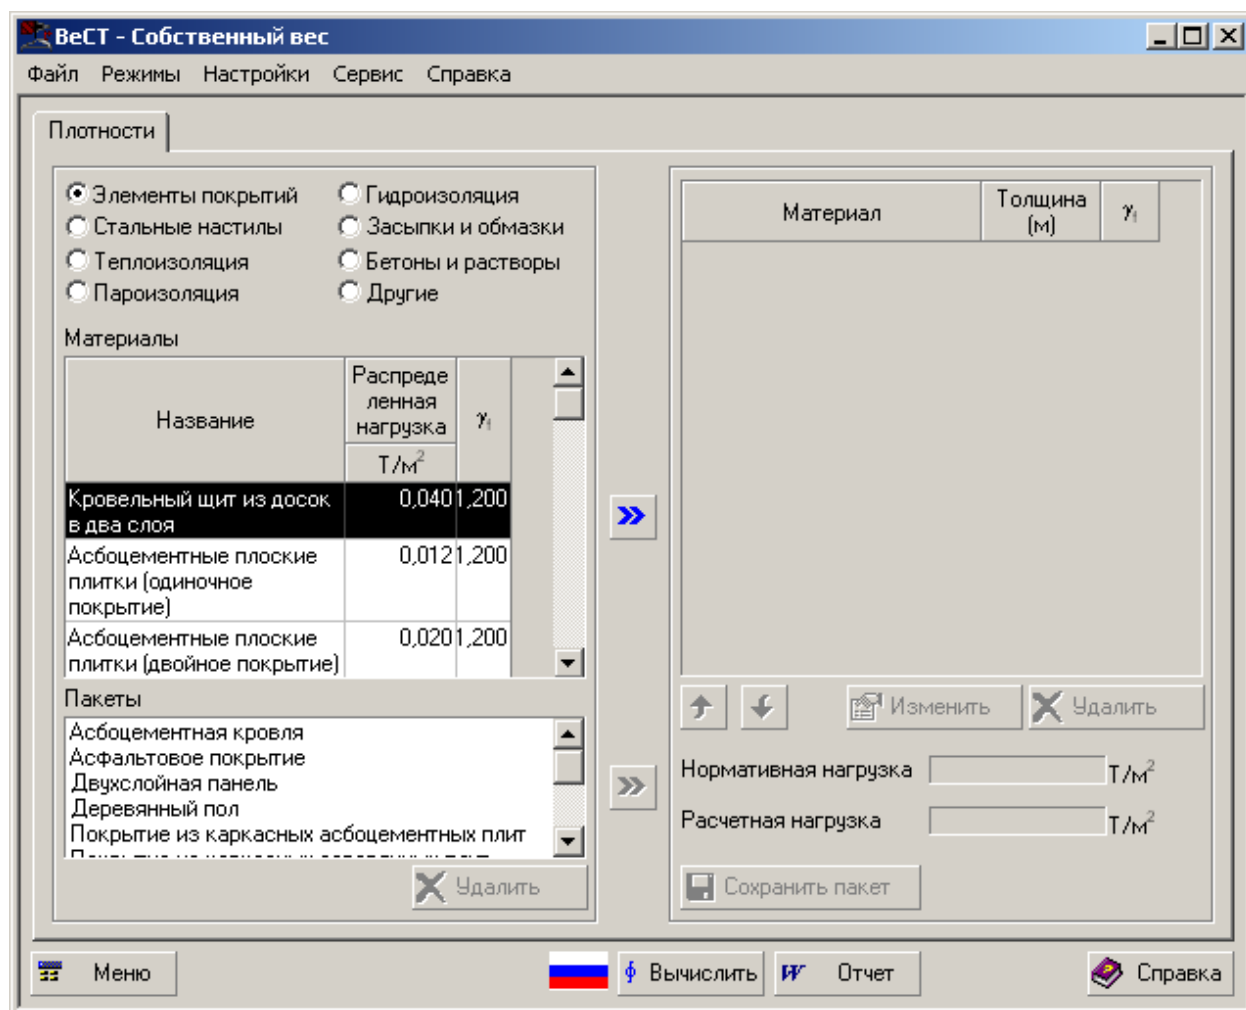 ВеСТ - Собственный вес
Файл Режимы Настройки Сервис Справка
Плотности
Элементы покрытий
Гидроизоляция
Стальные настилы
Засыпки и обмазки
Теплоизоляция
Бетоны и растворы
Пароизоляция
Другие
Материалы
Название
Распреде
ленная
нагрузка
Т/м²
γf
Кровельный щит из досок
в два слоя
0,040 1,200
Асбоцементные плоские
плитки (одиночное
покрытие)
0,012 1,200
Асбоцементные плоские
плитки (двойное покрытие)
0,020 1,200
Пакеты
Асбоцементная кровля
Асфальтовое покрытие
Двухслойная панель
Деревянный пол
Покрытие из каркасных асбоцементных плит
Удалить
Материал
Толщина
(м)
γf
Изменить
Удалить
Нормативная нагрузка Т/м²
Расчетная нагрузка Т/м²
Сохранить пакет
Меню
Вычислить
Отчет
Справка